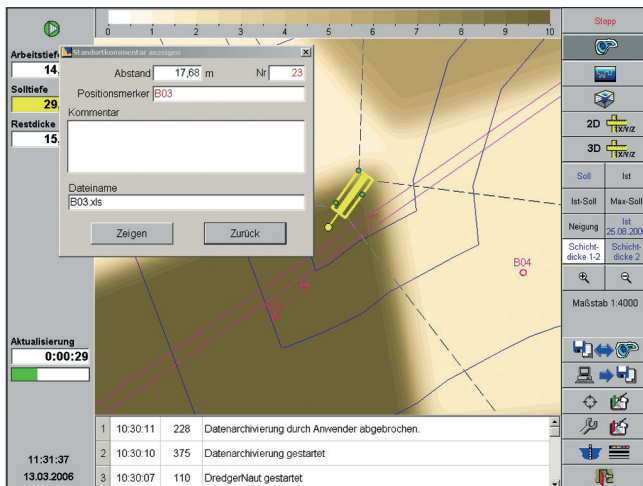 0 1 2 3 4 5 6 7 8 9 10
Arbeitstief
14,
Solltiefe
29,
Restdicke
15,
Standortkommentar anzeigen
Abstand 17,68 m Nr 23
Positionsmerker B03
Kommentar
Dateiname
B03.xls
Zeigen Zurück
B04
Aktualisierung
0:00:29
11:31:37
13.03.2006
1 10:30:11 228 Datenarchivierung durch Anwender abgebrochen.
2 10:30:10 375 Datenarchivierung gestartet
3 10:30:07 110 DredgerNaut gestartet
Stopp
2D X/Y/Z
3D X/Y/Z
Soll Ist
Ist-Soll Max-Soll
Neigung Ist 25.08.200
Schicht-dicke 1-2 Schicht-dicke 2
Maßstab 1:4000